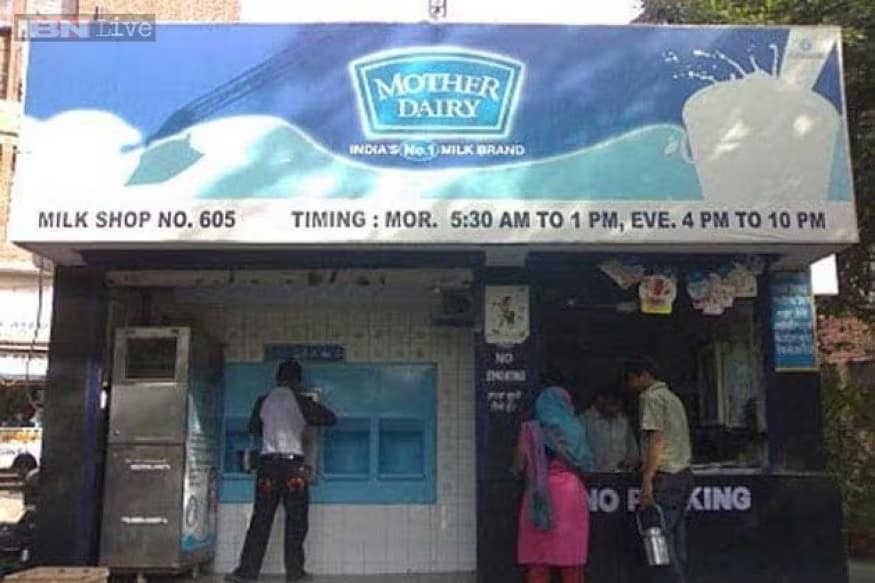 IBN Live
MOTHER
DAIRY
INDIA'S No.1 MILK BRAND
MILK SHOP NO. 605 TIMING : MOR. 5:30 AM TO 1 PM, EVE. 4 PM TO 10 PM
NO
SMOKING
NO P KING